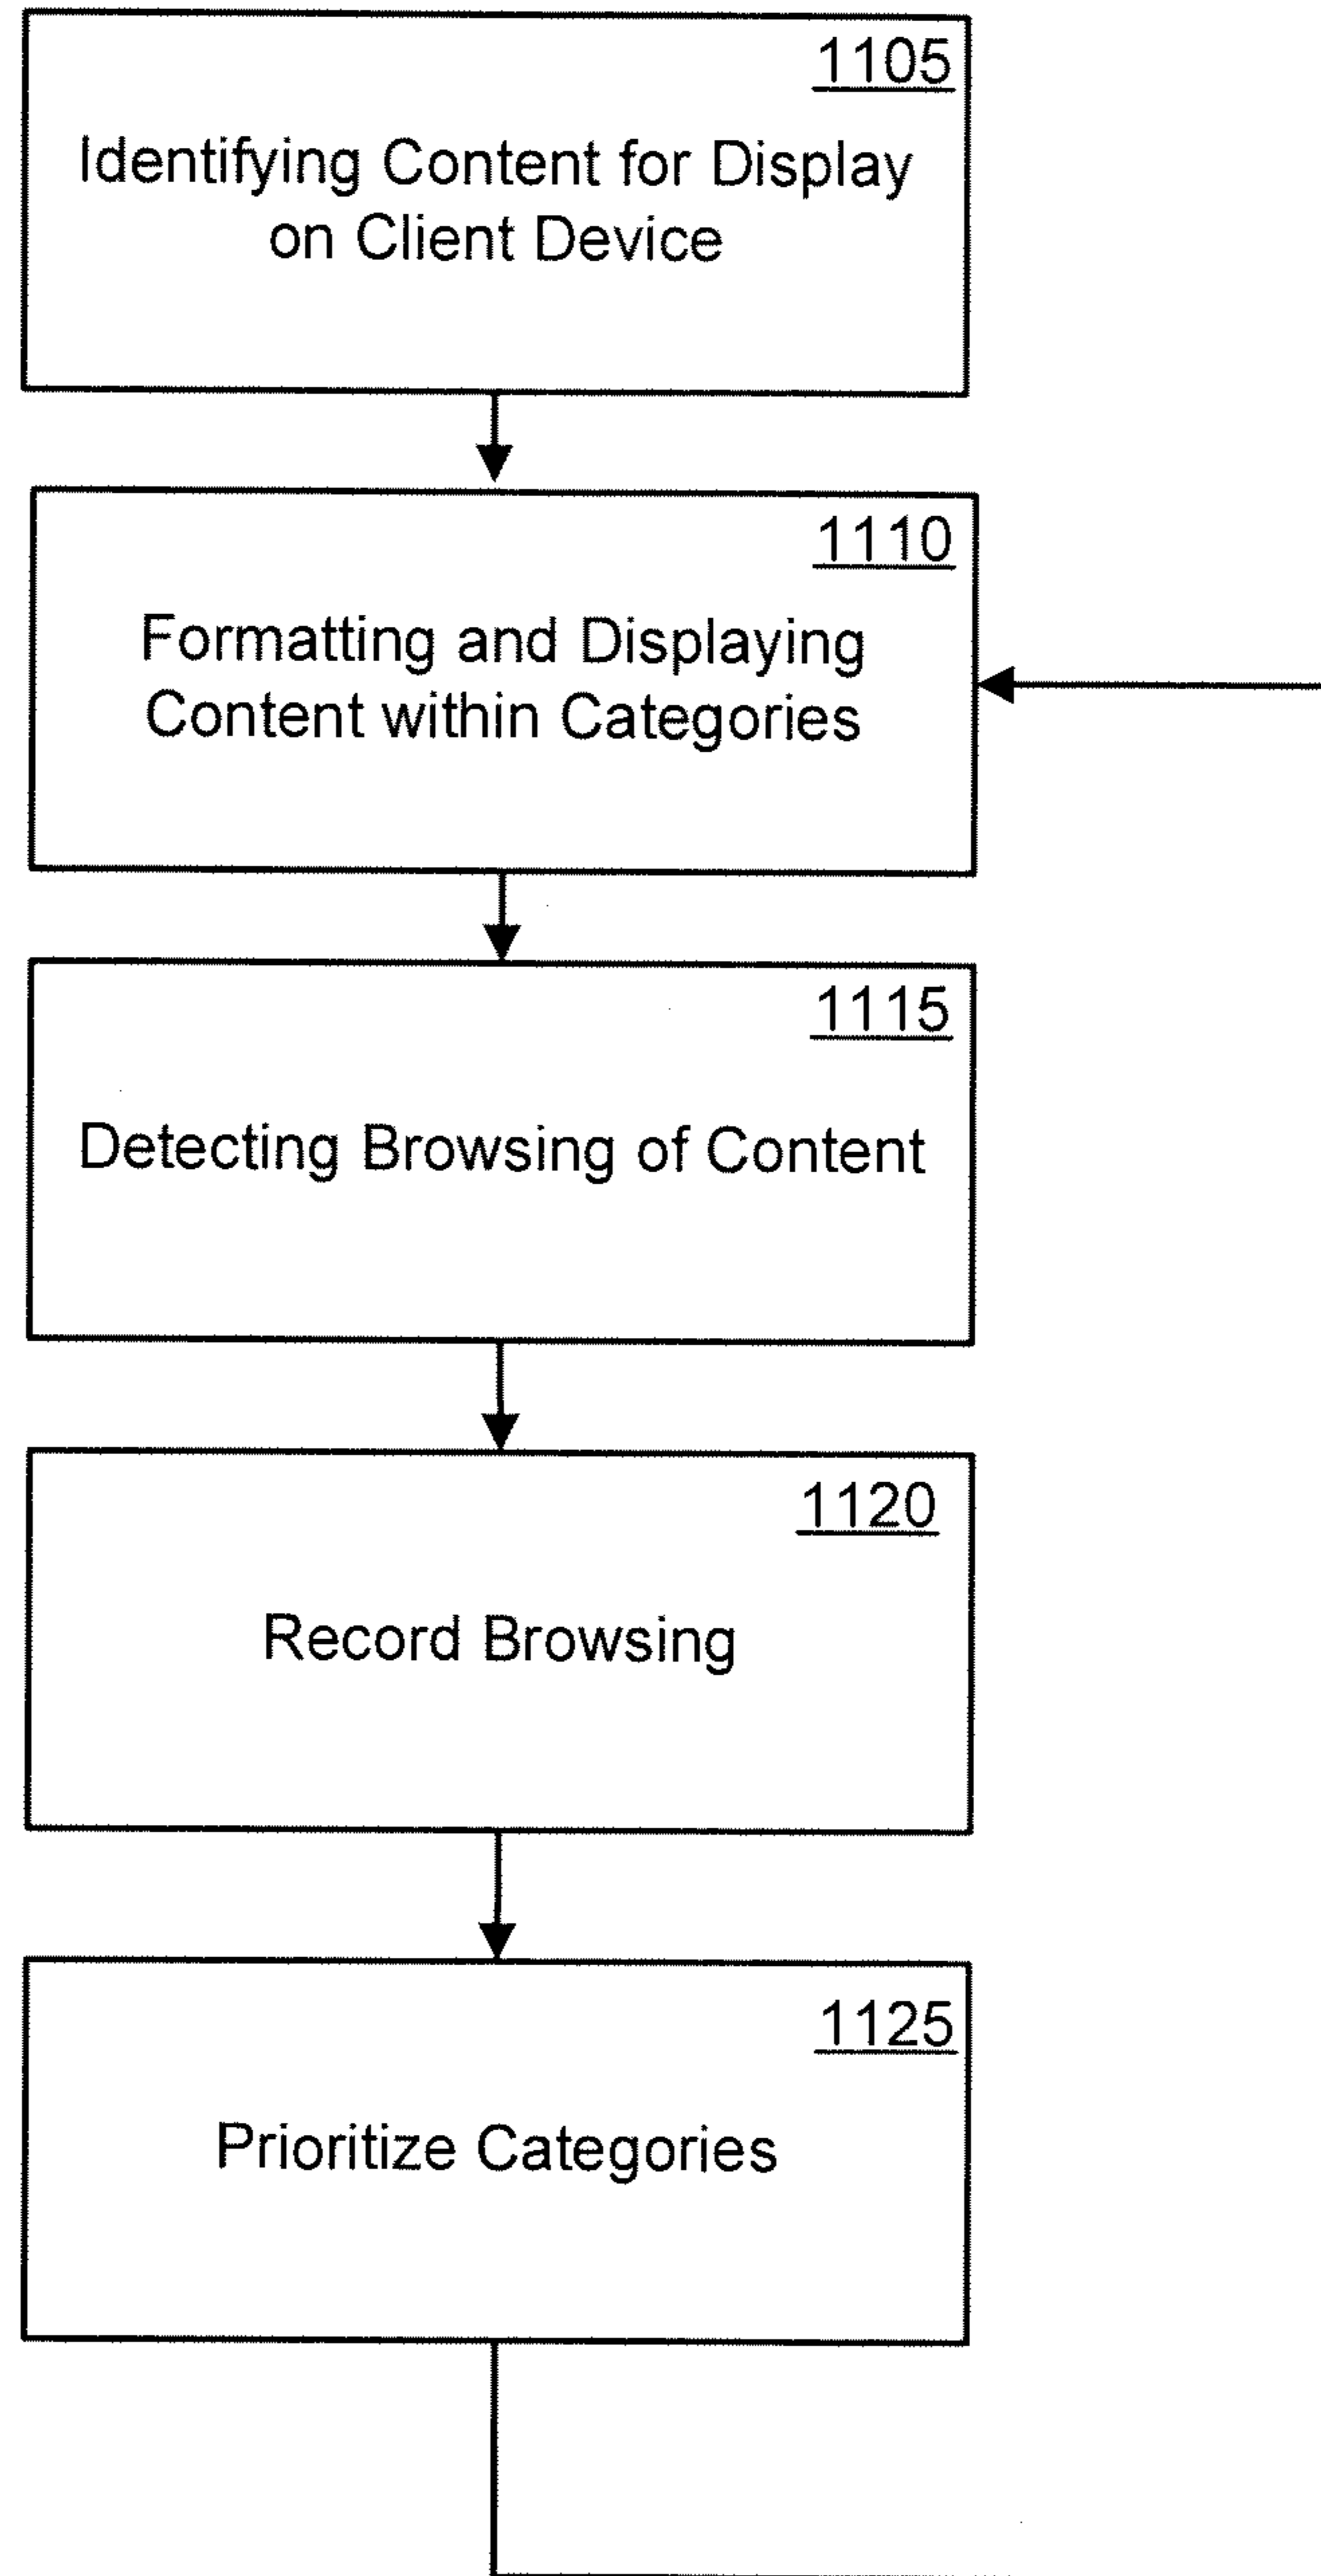 1105
Identifying Content for Display
on Client Device
1110
Formatting and Displaying
Content within Categories
1115
Detecting Browsing of Content
1120
Record Browsing
1125
Prioritize Categories